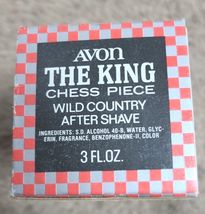 AVON
THE KING
CHESS PIECE
WILD COUNTRY
AFTER SHAVE
INGREDIENTS: S.D. ALCOHOL 40-B, WATER, GLYC-
ERIN, FRAGRANCE, BENZOPHENONE-11, COLOR
3 FL. OZ.